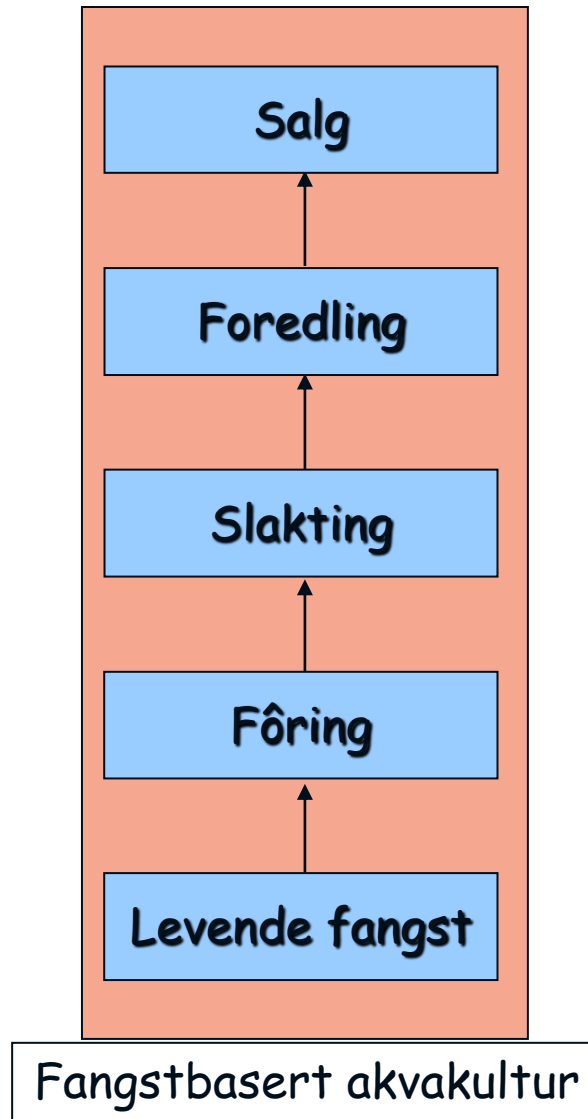 Salg
Foredling
Slakting
Fôring
Levende fangst
Fangstbasert akvakultur